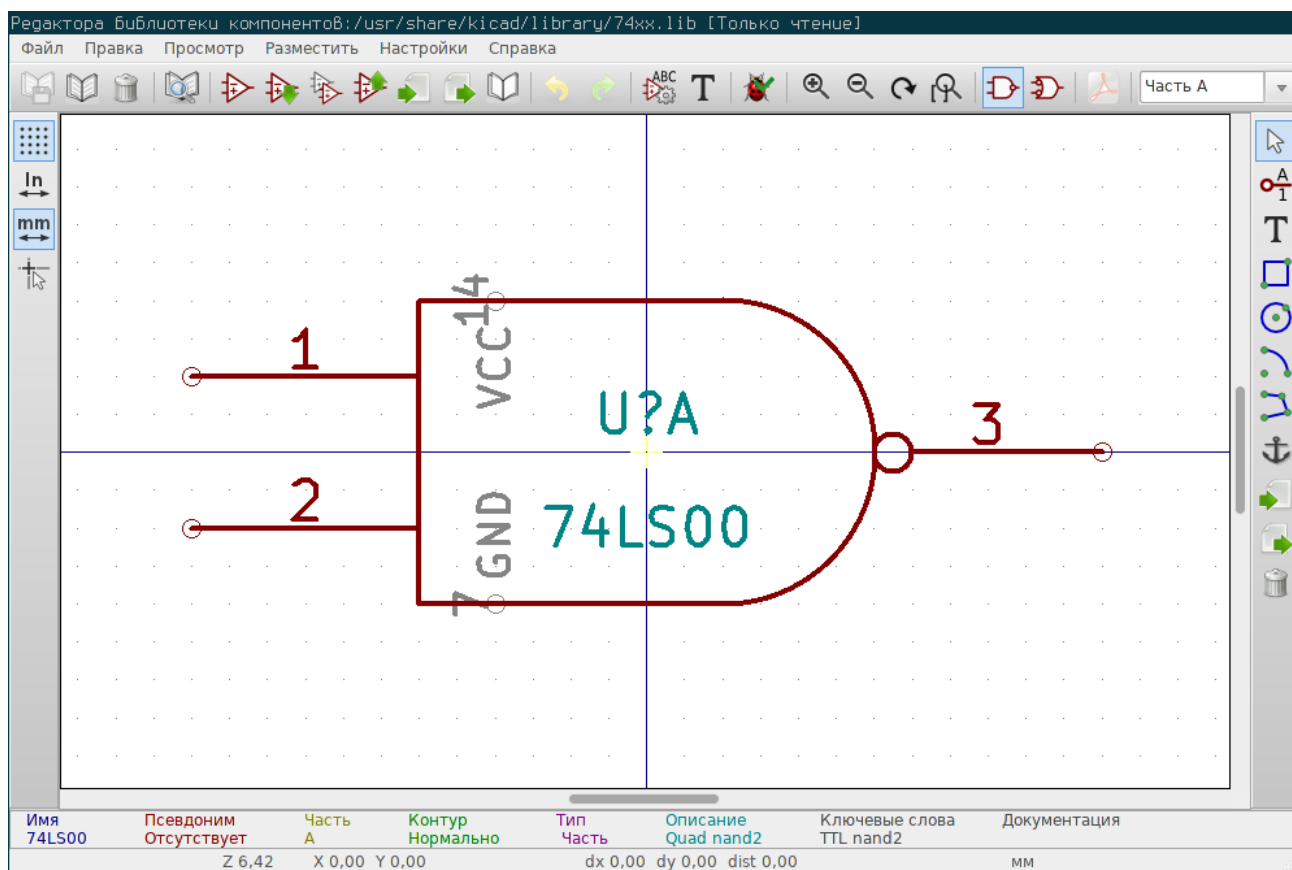 Редактора библиотеки компонентов:/usr/share/kicad/library/74xx.lib [Только чтение]
Файл Правка Просмотр Разместить Настройки Справка
ABC T Часть A
In
mm
A
1
T
14
VCC
1
U?A
3
2
GND
74LS00
7
Имя Псевдоним Часть Контур Тип Описание Ключевые слова Документация
74LS00 Отсутствует A Нормально Часть Quad nand2 TTL nand2
Z 6,42 X 0,00 Y 0,00 dx 0,00 dy 0,00 dist 0,00 мм